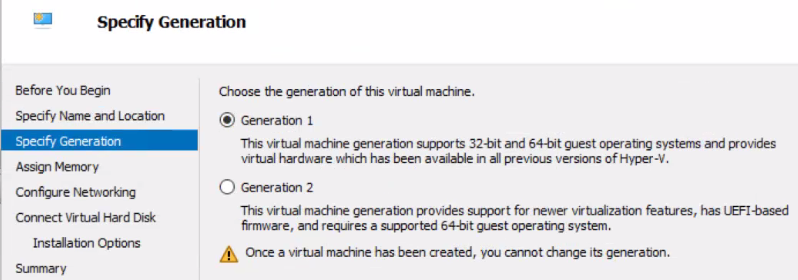 Specify Generation
Before You Begin
Specify Name and Location
Specify Generation
Assign Memory
Configure Networking
Connect Virtual Hard Disk
Installation Options
Summary
Choose the generation of this virtual machine.
Generation 1
This virtual machine generation supports 32-bit and 64-bit guest operating systems and provides
virtual hardware which has been available in all previous versions of Hyper-V.
Generation 2
This virtual machine generation provides support for newer virtualization features, has UEFI-based
firmware, and requires a supported 64-bit guest operating system.
Once a virtual machine has been created, you cannot change its generation.